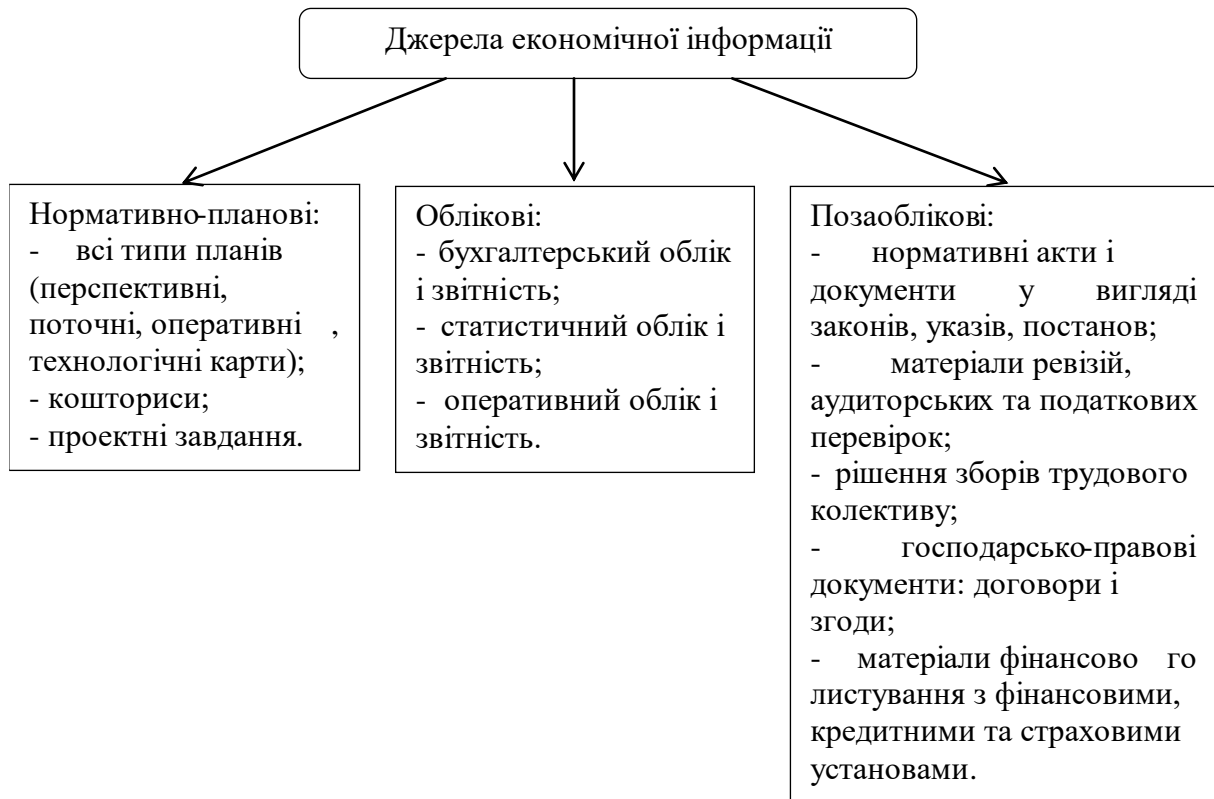 Джерела економічної інформації
Нормативно-планові:
- всі типи планів
(перспективні,
поточні, оперативні ,
технологічні карти);
- кошториси;
- проектні завдання.
Облікові:
- бухгалтерський облік
і звітність;
- статистичний облік і
звітність;
- оперативний облік і
звітність.
Позаоблікові:
- нормативні акти і
документи у вигляді
законів, указів, постанов;
- матеріали ревізій,
аудиторських та податкових
перевірок;
- рішення зборів трудового
колективу;
- господарсько-правові
документи: договори і
згоди;
- матеріали фінансово го
листування з фінансовими,
кредитними та страховими
установами.